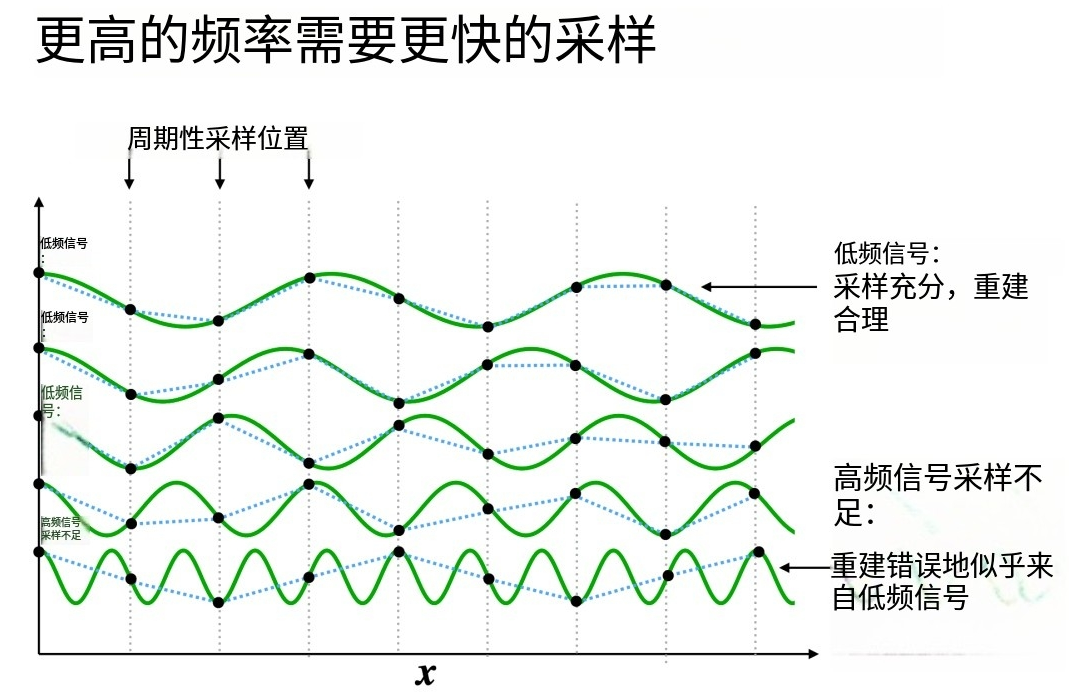 更高的频率需要更快的采样
周期性采样位置
低频信号
:
低频信号:
采样充分，重建
合理
低频信号
:
低频信
号:
高频信号采样不
足:
高频信号
采样不足
重建错误地似乎来
自低频信号
x